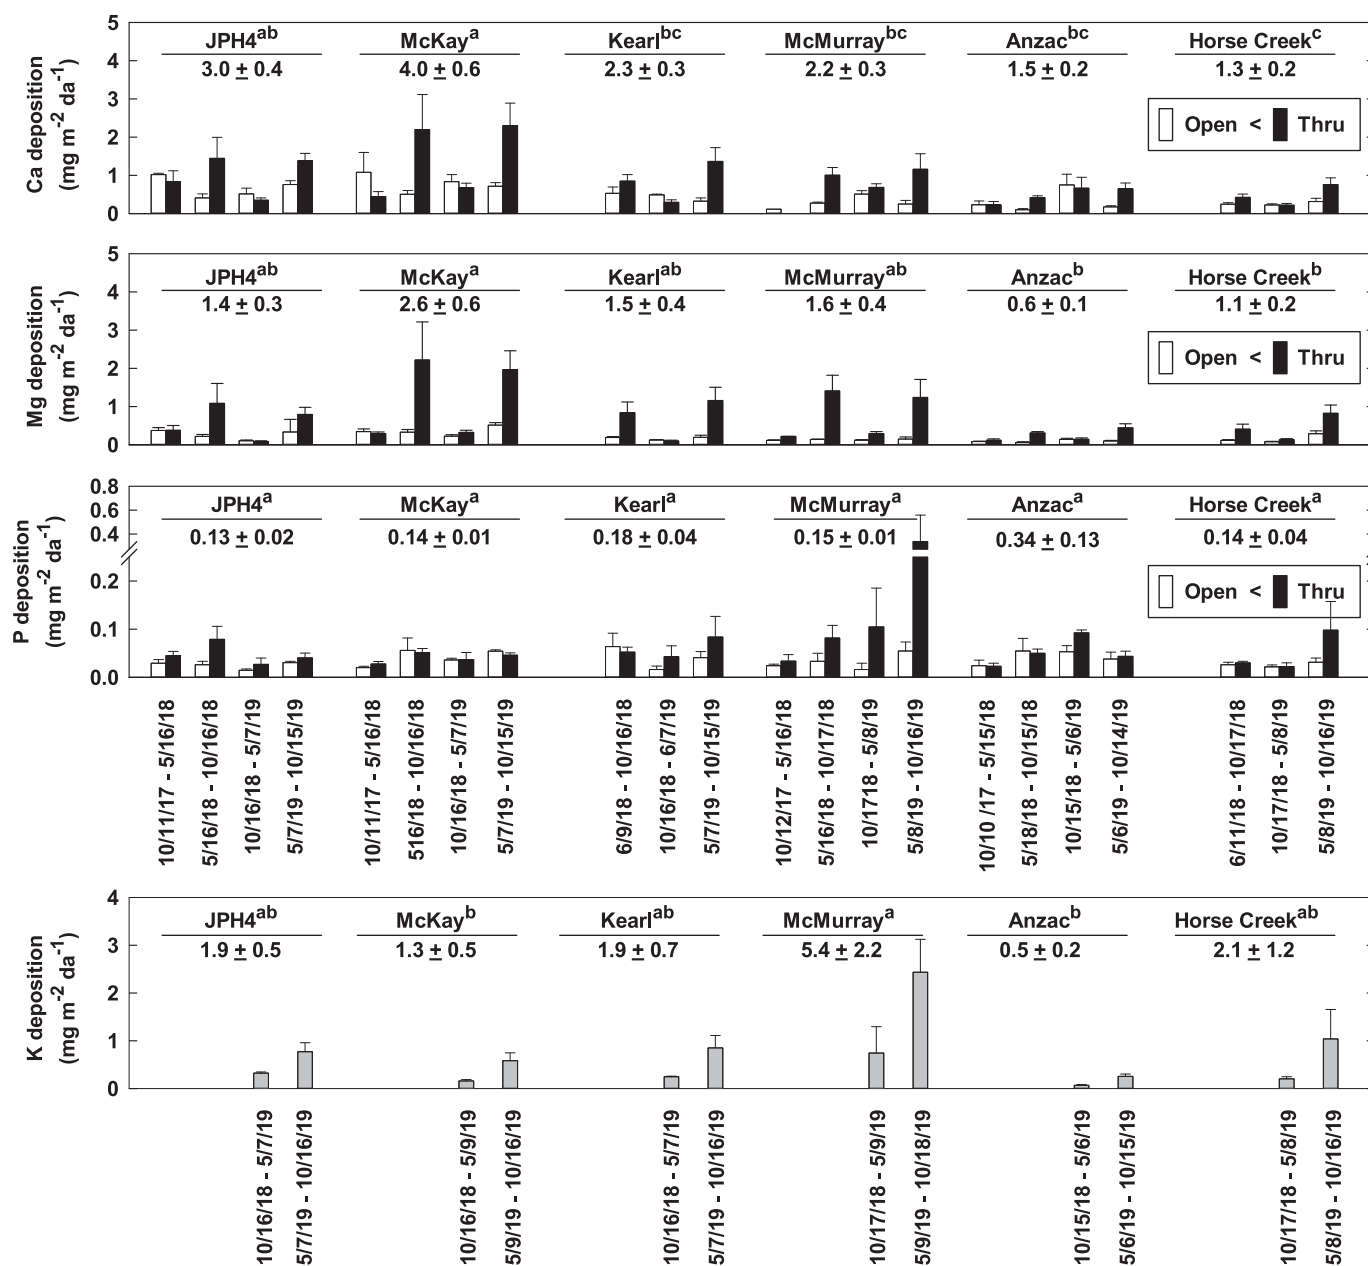 Ca deposition
(mg m-2 da-1)
5
4
3
2
1
0
JPH4ab
3.0 ± 0.4
McKaya
4.0 ± 0.6
Kearlbc
2.3 ± 0.3
McMurraybc
2.2 ± 0.3
Anzacbc
1.5 ± 0.2
Horse Creekc
1.3 ± 0.2
Open < Thru
Mg deposition
(mg m-2 da-1)
5
4
3
2
1
0
JPH4ab
1.4 ± 0.3
McKaya
2.6 ± 0.6
Kearlab
1.5 ± 0.4
McMurrayab
1.6 ± 0.4
Anzacb
0.6 ± 0.1
Horse Creekb
1.1 ± 0.2
Open < Thru
P deposition
(mg m-2 da-1)
0.8
0.6
0.4
0.2
0.1
0.0
JPH4a
0.13 ± 0.02
McKaya
0.14 ± 0.01
Kearla
0.18 ± 0.04
McMurraya
0.15 ± 0.01
Anzaca
0.34 ± 0.13
Horse Creeka
0.14 ± 0.04
Open < Thru
10/11/17 - 5/16/18
5/16/18 - 10/16/18
10/16/18 - 5/7/19
5/7/19 - 10/15/19
10/11/17 - 5/16/18
516/18 - 10/16/18
10/16/18 - 5/7/19
5/7/19 - 10/15/19
6/9/18 - 10/16/18
10/16/18 - 6/7/19
5/7/19 - 10/15/19
10/12/17 - 5/16/18
5/16/18 - 10/17/18
10/17/18 - 5/8/19
5/8/19 - 10/16/19
10/10 /17 - 5/15/18
5/18/18 - 10/15/18
10/15/18 - 5/6/19
5/6/19 - 10/14/19
6/11/18 - 10/17/18
10/17/18 - 5/8/19
5/8/19 - 10/16/19
K deposition
(mg m-2 da-1)
4
3
2
1
0
JPH4ab
1.9 ± 0.5
McKayb
1.3 ± 0.5
Kearlab
1.9 ± 0.7
McMurraya
5.4 ± 2.2
Anzacb
0.5 ± 0.2
Horse Creekab
2.1 ± 1.2
10/16/18 - 5/7/19
5/7/19 - 10/16/19
10/16/18 - 5/9/19
5/9/19 - 10/16/19
10/16/18 - 5/7/19
5/7/19 - 10/16/19
10/17/18 - 5/9/19
5/9/19 - 10/18/19
10/15/18 - 5/6/19
5/6/19 - 10/15/19
10/17/18 - 5/8/19
5/8/19 - 10/16/19